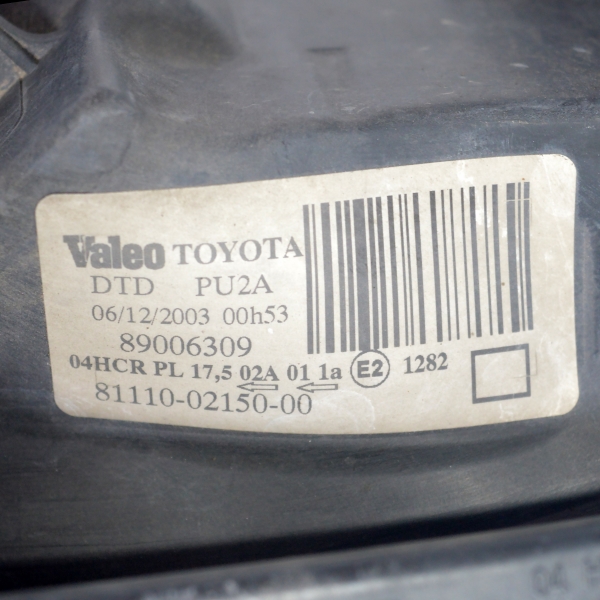 Valeo TOYOTA
DTD PU2A
06/12/2003 00h53
89006309
04HCR PL 17,5 02A 01 1a E2 1282
81110-02150-00
04